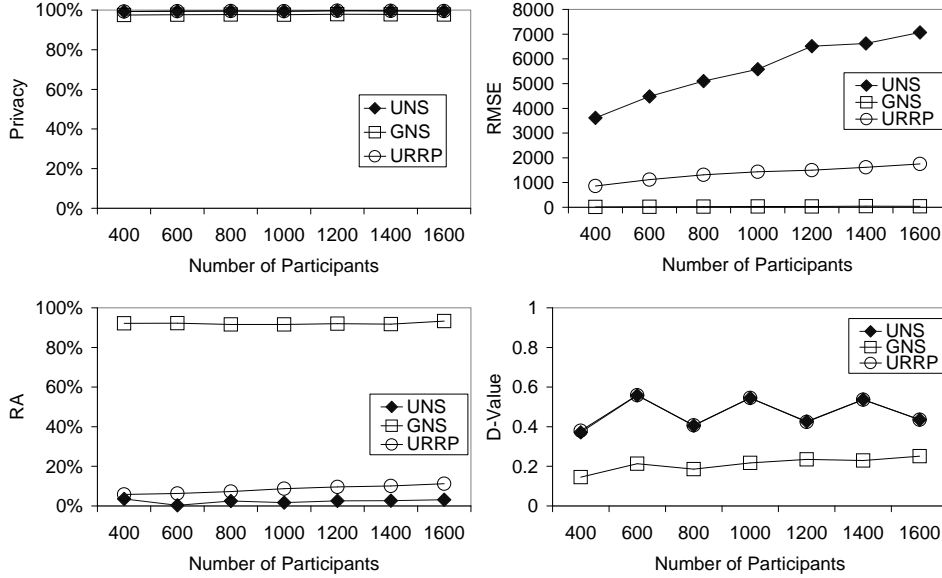 100%
80%
60%
40%
20%
0%
Privacy
UNS
GNS
URRP
400 600 800 1000 1200 1400 1600
Number of Participants
8000
7000
6000
5000
4000
3000
2000
1000
0
RMSE
UNS
GNS
URRP
400 600 800 1000 1200 1400 1600
Number of Participants
100%
80%
60%
40%
20%
0%
RA
UNS
GNS
URRP
400 600 800 1000 1200 1400 1600
Number of Participants
1
0.8
0.6
0.4
0.2
0
D-Value
UNS
GNS
URRP
400 600 800 1000 1200 1400 1600
Number of Participants